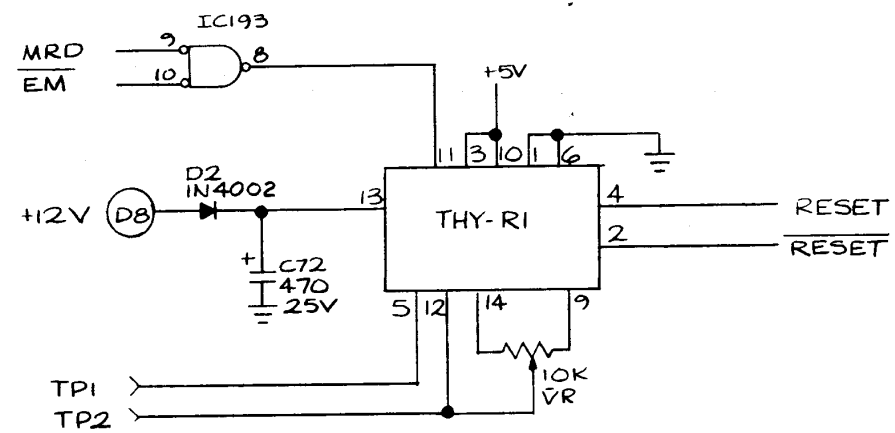 IC193
MRD
9
8
10
EM
+5V
11 3 10 1 6
D2
1N4002
13
+12V
D8
THY-R1
4
RESET
2
RESET
+ C72
470
25V
5 12 14 9
TP1
10K
VR
TP2